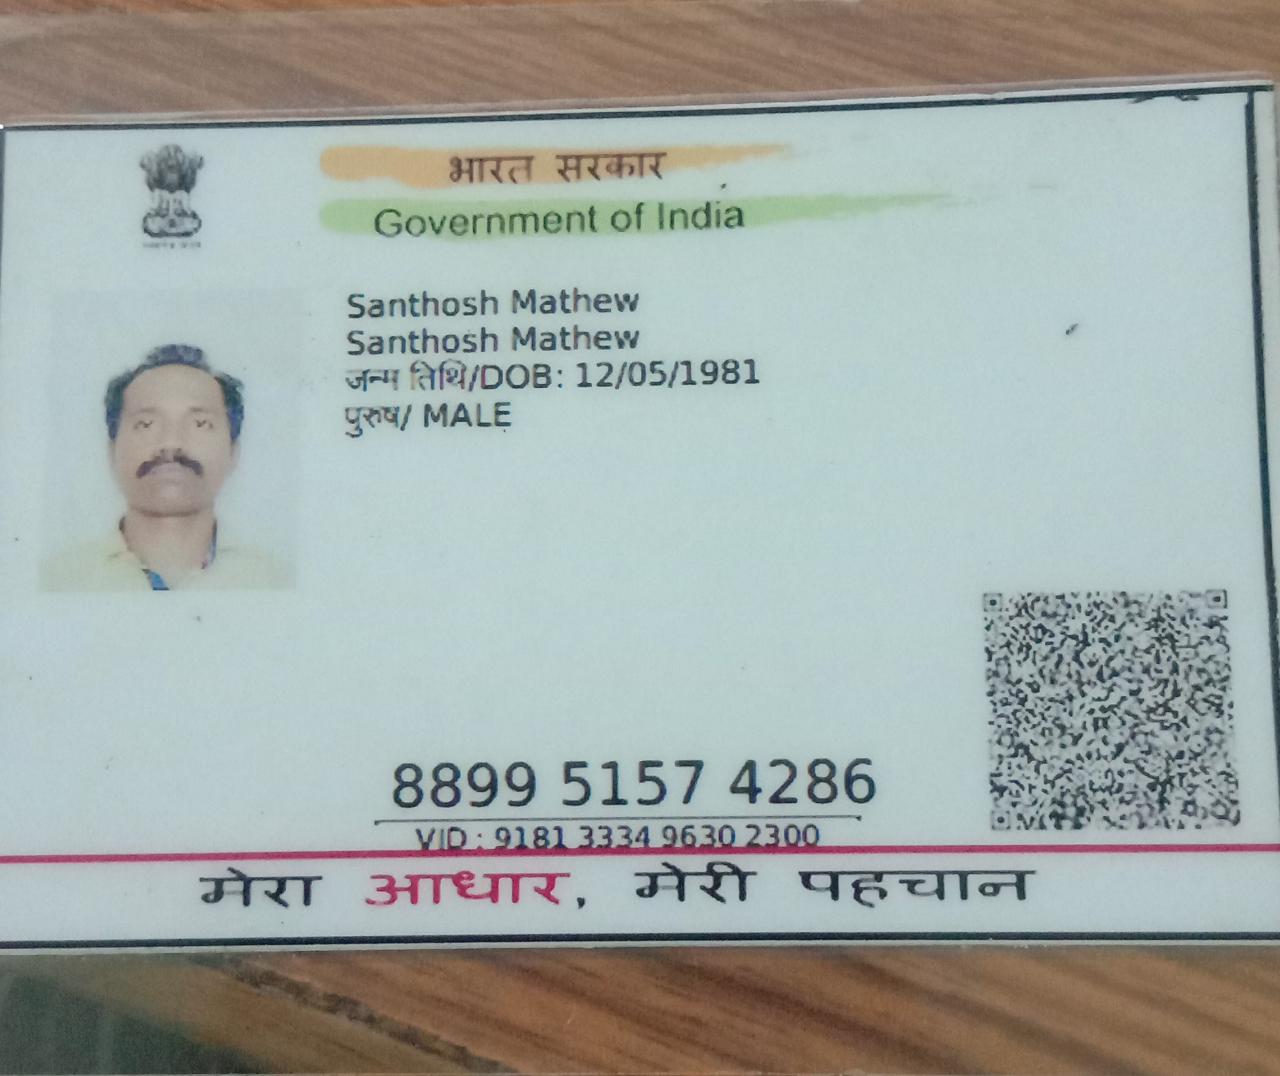 भारत सरकार
Government of India
Santhosh Mathew
Santhosh Mathew
जन्म तिथि/DOB: 12/05/1981
पुरुष/ MALE
8899 5157 4286
VID : 9181 3334 9630 2300
मेरा आधार, मेरी पहचान